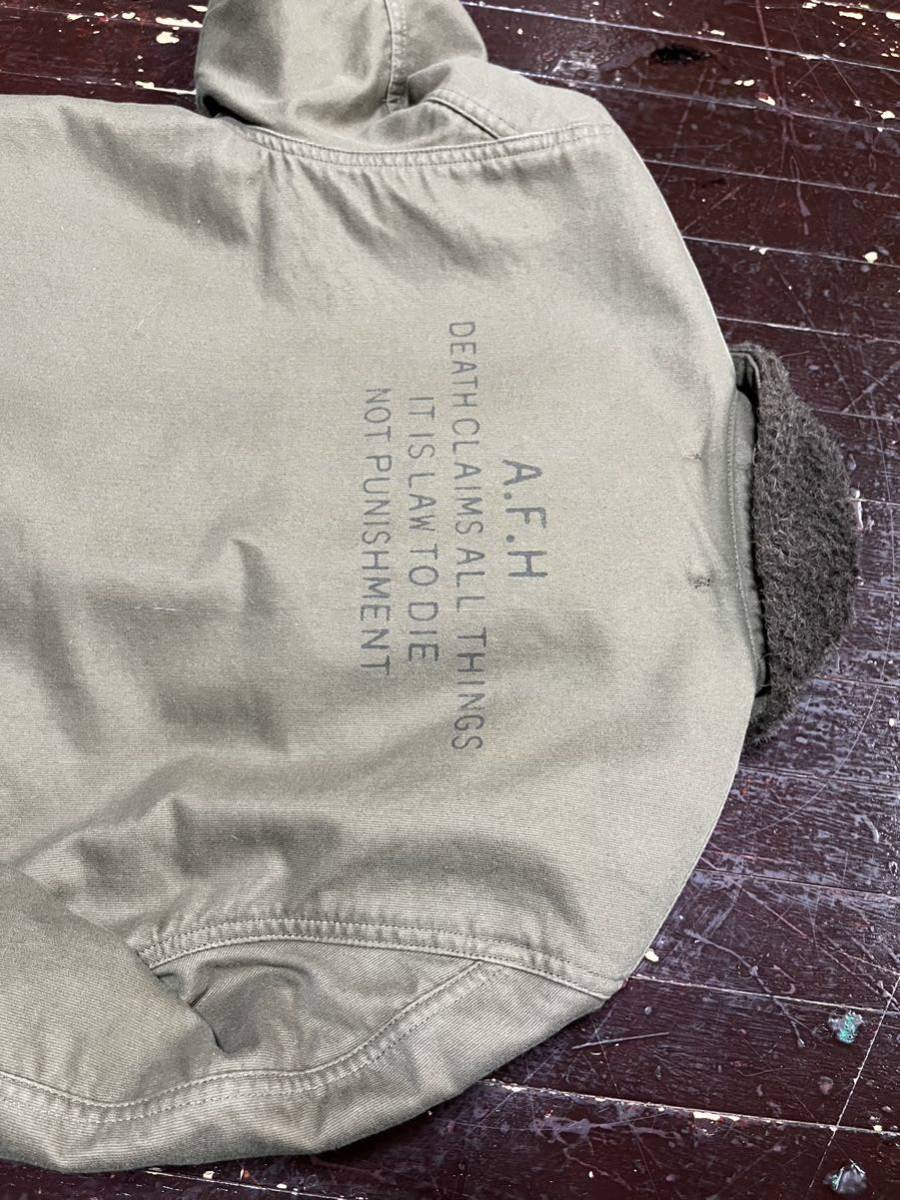 A.F.H
DEATH CLAIMS ALL THINGS
IT IS LAW TO DIE
NOT PUNISHMENT